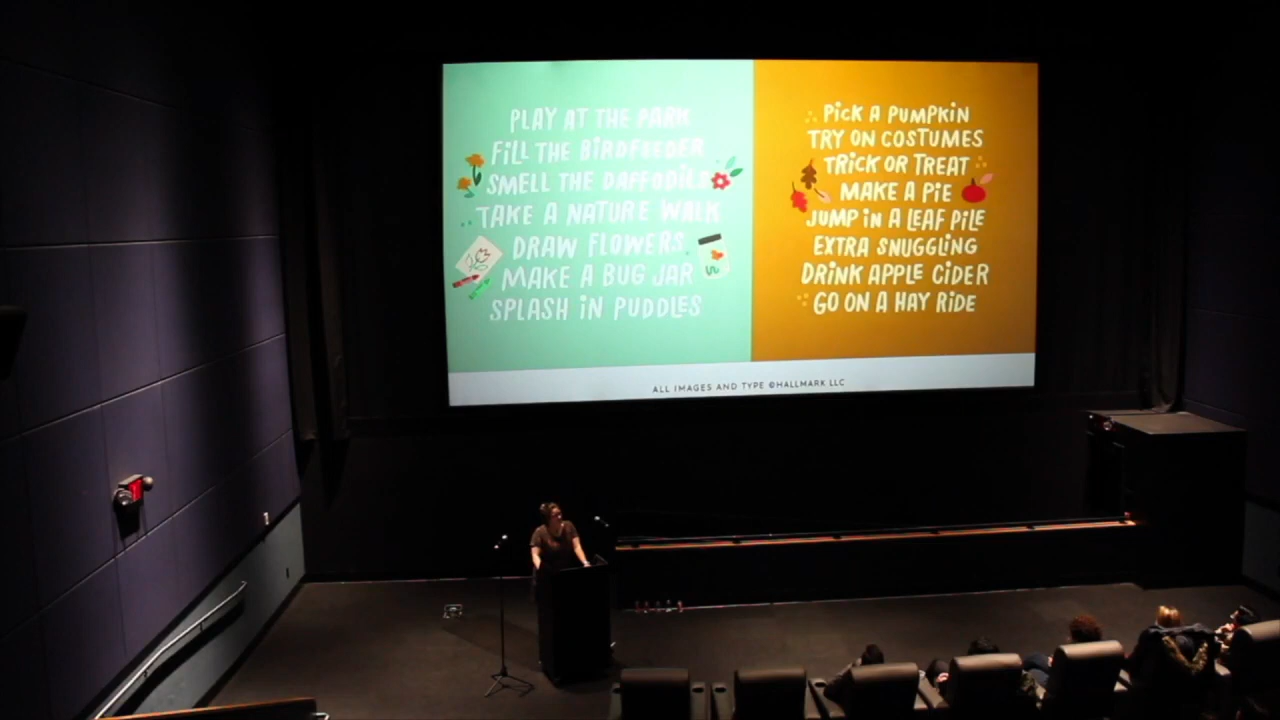 PLAY AT THE PARK
FILL THE BIRDFEEDER
SMELL THE DAFFODILS
TAKE A NATURE WALK
DRAW FLOWERS
MAKE A BUG JAR
SPLASH IN PUDDLES
PICK A PUMPKIN
TRY ON COSTUMES
TRICK OR TREAT
MAKE A PIE
JUMP IN A LEAF PILE
EXTRA SNUGGLING
DRINK APPLE CIDER
GO ON A HAY RIDE
ALL IMAGES AND TYPE ©HALLMARK LLC